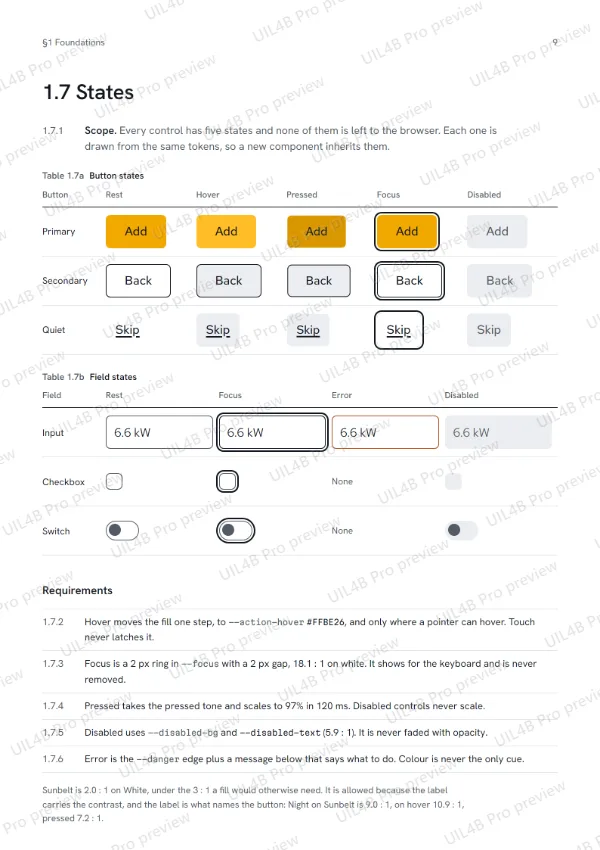 §1 Foundations 9
1.7 States
1.7.1 Scope. Every control has five states and none of them is left to the browser. Each one is
drawn from the same tokens, so a new component inherits them.
Table 1.7a Button states
Button Rest Hover Pressed Focus Disabled
Primary Add Add Add Add Add
Secondary Back Back Back Back Back
Quiet Skip Skip Skip Skip Skip
Table 1.7b Field states
Field Rest Focus Error Disabled
Input 6.6 kW 6.6 kW 6.6 kW 6.6 kW
Checkbox None
Switch None
Requirements
1.7.2 Hover moves the fill one step, to --action-hover #FFBE26, and only where a pointer can hover. Touch
never latches it.
1.7.3 Focus is a 2 px ring in --focus with a 2 px gap, 18.1 : 1 on white. It shows for the keyboard and is never
removed.
1.7.4 Pressed takes the pressed tone and scales to 97% in 120 ms. Disabled controls never scale.
1.7.5 Disabled uses --disabled-bg and --disabled-text (5.9 : 1). It is never faded with opacity.
1.7.6 Error is the --danger edge plus a message below that says what to do. Colour is never the only cue.
Sunbelt is 2.0 : 1 on White, under the 3 : 1 a fill would otherwise need. It is allowed because the label
carries the contrast, and the label is what names the button: Night on Sunbelt is 9.0 : 1, on hover 10.9 : 1,
pressed 7.2 : 1.
UIL4B Pro preview